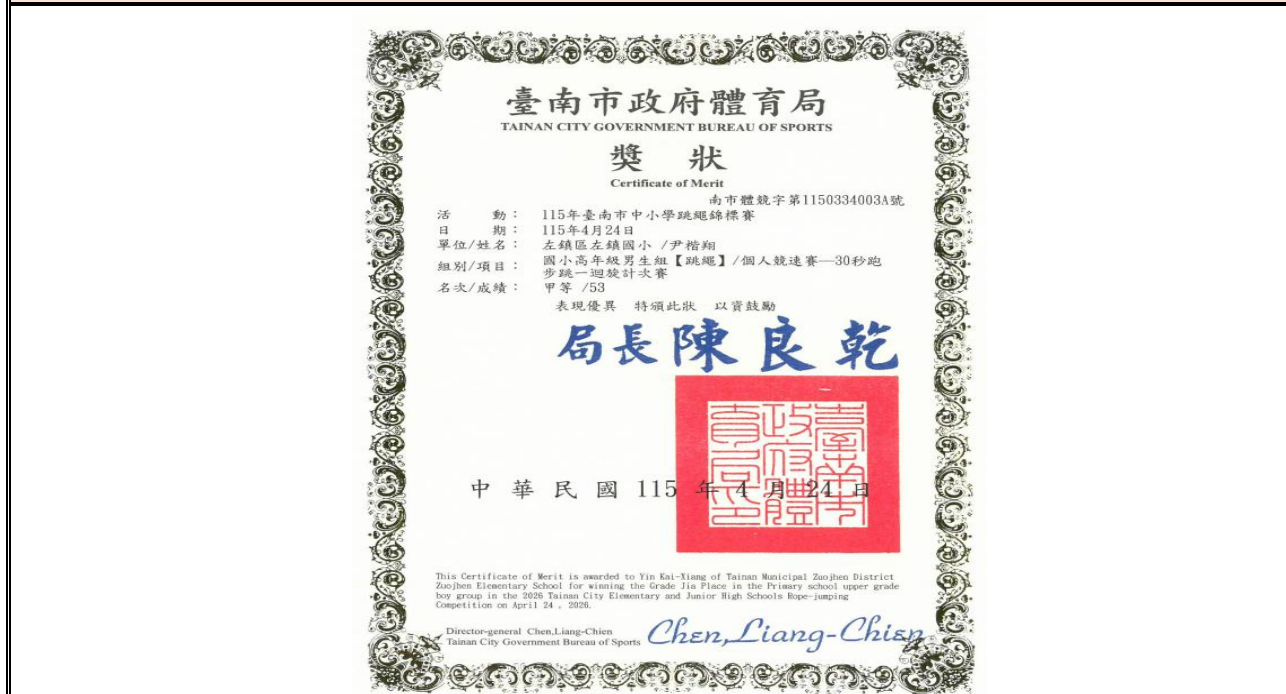 臺南市政府體育局
TAINAN CITY GOVERNMENT BUREAU OF SPORTS
獎 狀
Certificate of Merit
南市體競字第1150334003A號
活 動： 115年臺南市中小學跳繩錦標賽
日 期： 115年4月24日
單位/姓名： 左鎮區左鎮國小 /尹楷翔
組別/項目： 國小高年級男生組【跳繩】/個人競速賽—30秒跑
步跳一迴旋計次賽
名次/成績： 甲等 /53
表現優異 特頒此狀 以資鼓勵
局長陳良乾
臺南市政府體育局印
中 華 民 國 115 年 4 月 24 日
This Certificate of Merit is awarded to Yin Kai-Xiang of Tainan Municipal Zuojhen District
Zuojhen Elementary School for winning the Grade Jia Place in the Primary school upper grade
boy group in the 2026 Tainan City Elementary and Junior High Schools Rope-jumping
Competition on April 24 , 2026.
Director-general Chen,Liang-Chien
Tainan City Government Bureau of Sports
Chen,Liang-Chien